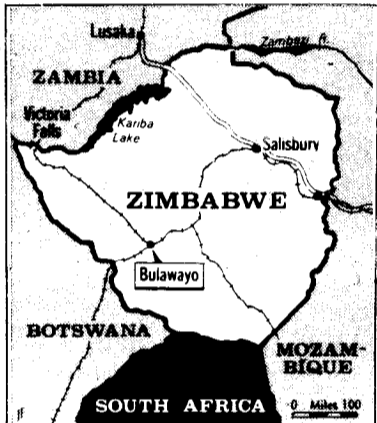 Lusaka
Zambezi R.
ZAMBIA
Victoria
Falls
Kariba
Lake
Salisbury
ZIMBABWE
Bulawayo
BOTSWANA
MOZAM-
BIQUE
SOUTH AFRICA
0 Miles 100